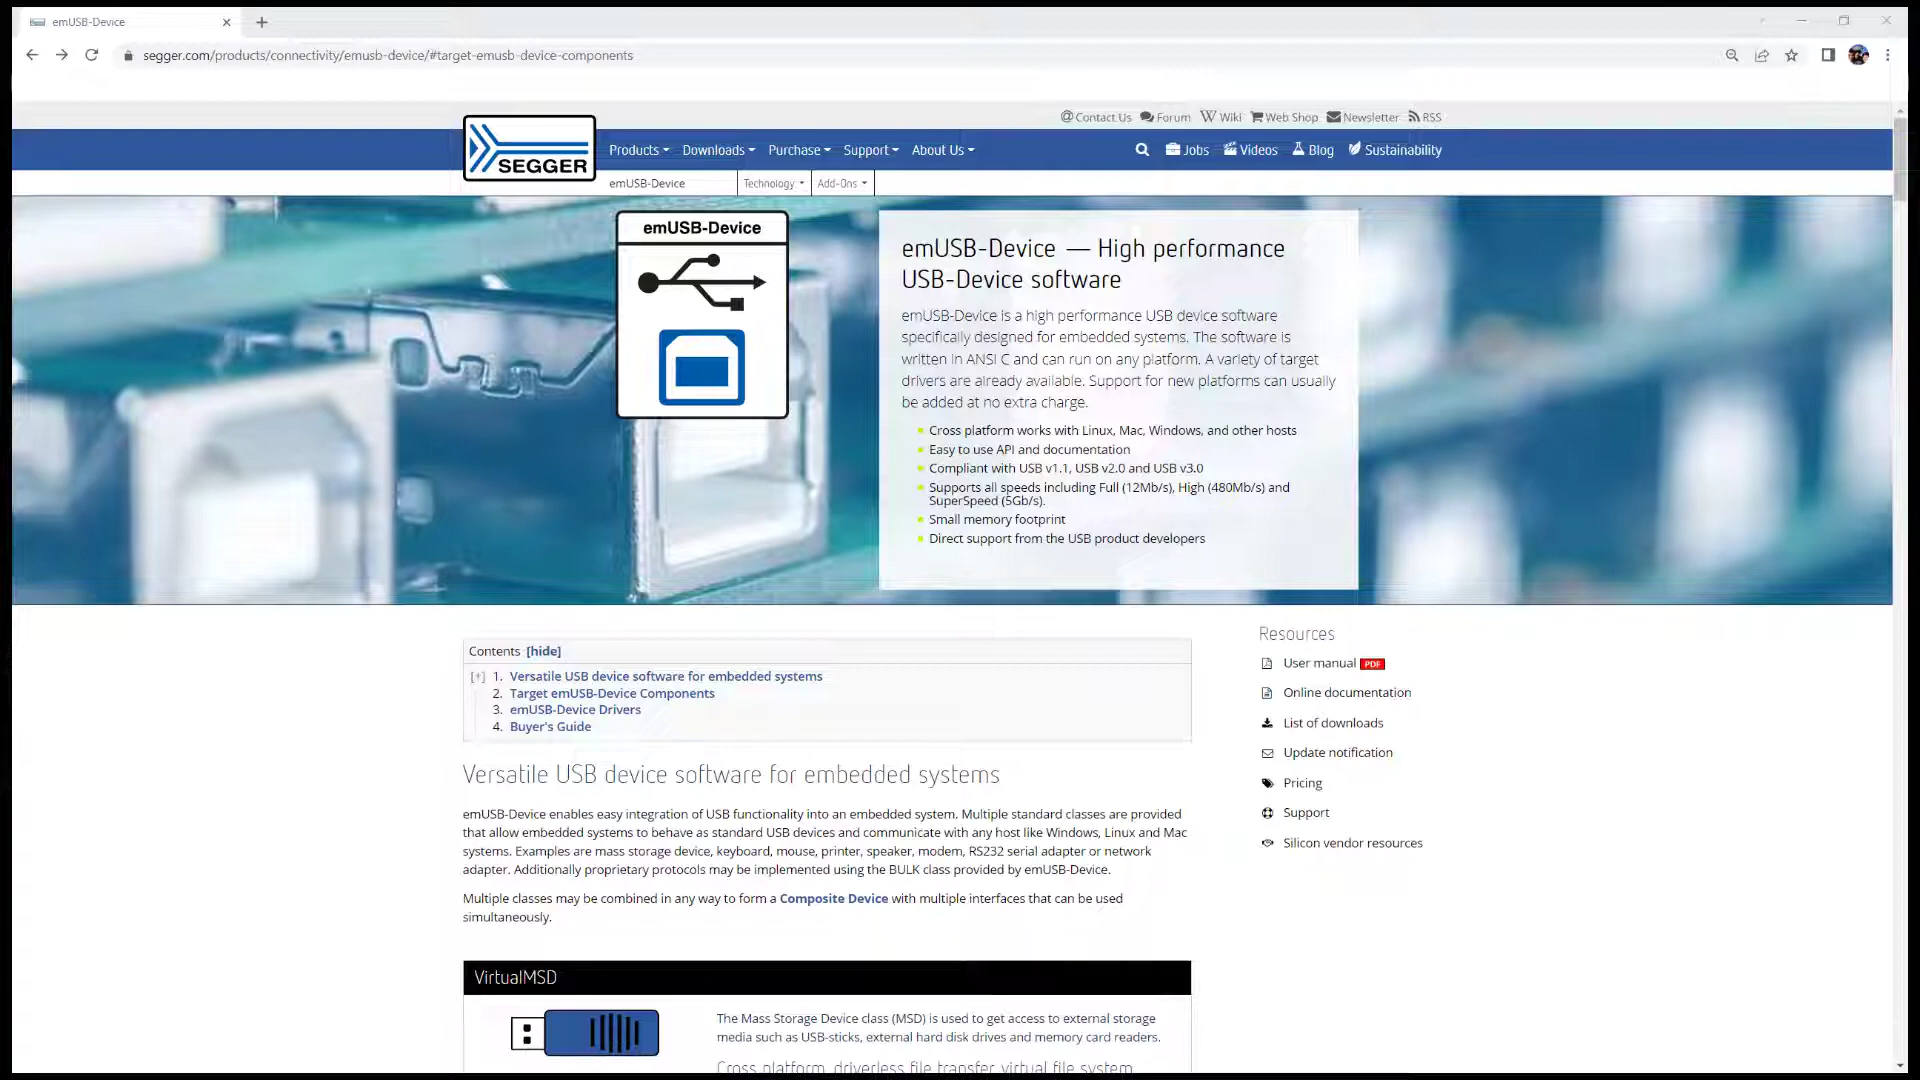 emUSB-Device
segger.com/products/connectivity/emusb-device/#target-emusb-device-components
Contact Us Forum Wiki Web Shop Newsletter RSS
SEGGER
Products Downloads Purchase Support About Us Jobs Videos Blog Sustainability
emUSB-Device Technology Add-Ons
emUSB-Device
emUSB-Device — High performance
USB-Device software
emUSB-Device is a high performance USB device software
specifically designed for embedded systems. The software is
written in ANSI C and can run on any platform. A variety of target
drivers are already available. Support for new platforms can usually
be added at no extra charge.
Cross platform works with Linux, Mac, Windows, and other hosts
Easy to use API and documentation
Compliant with USB v1.1, USB v2.0 and USB v3.0
Supports all speeds including Full (12Mb/s), High (480Mb/s) and
SuperSpeed (5Gb/s).
Small memory footprint
Direct support from the USB product developers
Contents [hide]
[+] 1. Versatile USB device software for embedded systems
2. Target emUSB-Device Components
3. emUSB-Device Drivers
4. Buyer's Guide
Resources
User manual PDF
Online documentation
List of downloads
Update notification
Pricing
Support
Silicon vendor resources
Versatile USB device software for embedded systems
emUSB-Device enables easy integration of USB functionality into an embedded system. Multiple standard classes are provided
that allow embedded systems to behave as standard USB devices and communicate with any host like Windows, Linux and Mac
systems. Examples are mass storage device, keyboard, mouse, printer, speaker, modem, RS232 serial adapter or network
adapter. Additionally proprietary protocols may be implemented using the BULK class provided by emUSB-Device.
Multiple classes may be combined in any way to form a Composite Device with multiple interfaces that can be used
simultaneously.
VirtualMSD
The Mass Storage Device class (MSD) is used to get access to external storage
media such as USB-sticks, external hard disk drives and memory card readers.
Cross platform, driverless file transfer, virtual file system